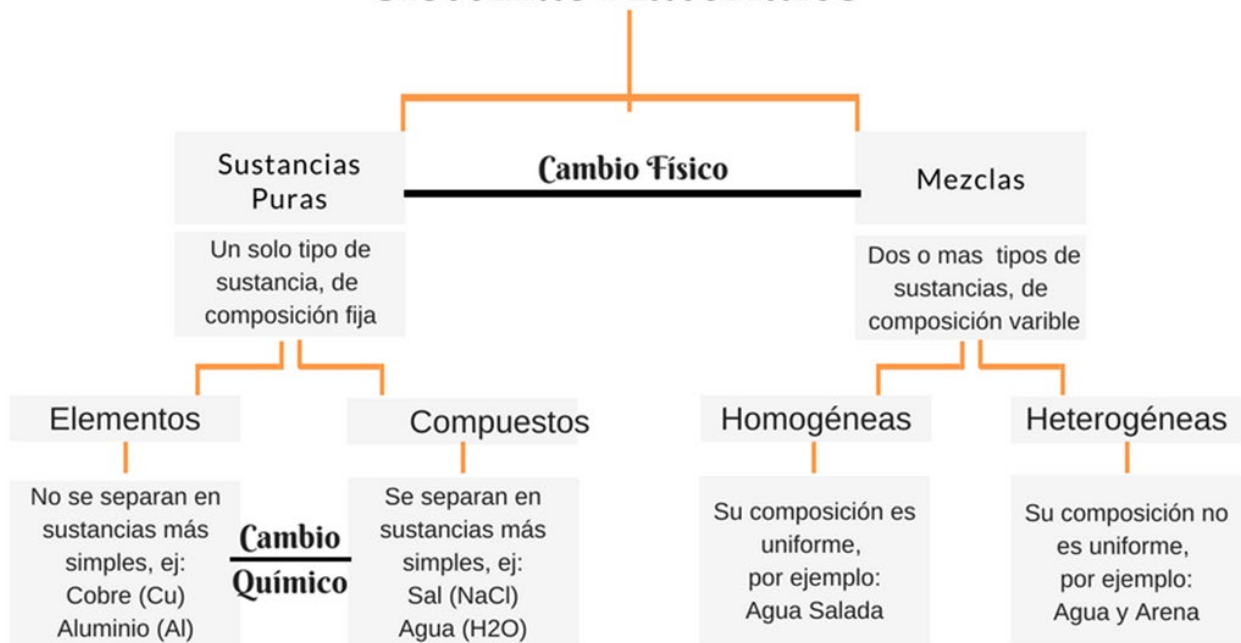 Sustancias
Puras
Cambio Físico
Mezclas
Un solo tipo de
sustancia, de
composición fija
Dos o mas tipos de
sustancias, de
composición varible
Elementos
Compuestos
Homogéneas
Heterogéneas
No se separan en
sustancias más
simples, ej:
Cobre (Cu)
Aluminio (Al)
Cambio
Químico
Se separan en
sustancias más
simples, ej:
Sal (NaCl)
Agua (H2O)
Su composición es
uniforme,
por ejemplo:
Agua Salada
Su composición no
es uniforme,
por ejemplo:
Agua y Arena